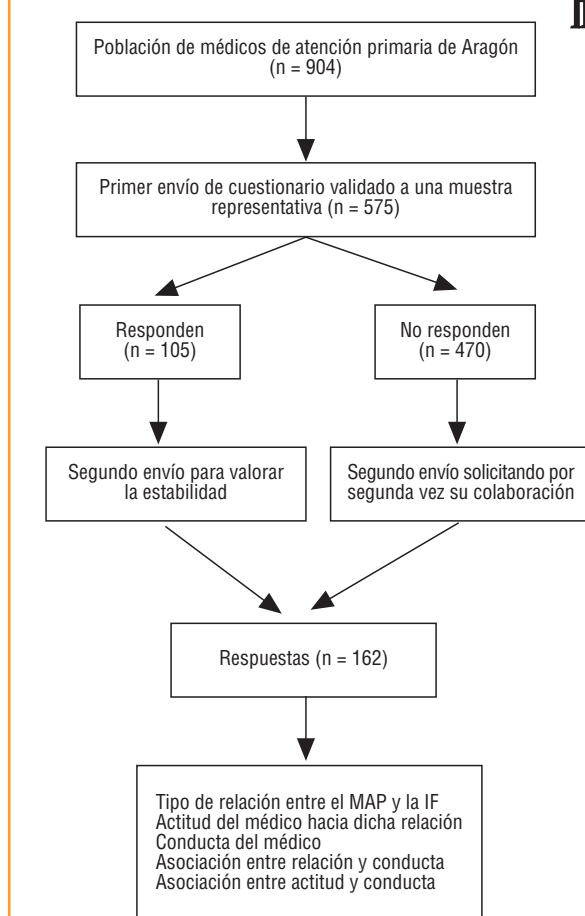 Población de médicos de atención primaria de Aragón
(n = 904)
Primer envío de cuestionario validado a una muestra
representativa (n = 575)
Responden
(n = 105)
No responden
(n = 470)
Segundo envío para valorar
la estabilidad
Segundo envío solicitando por
segunda vez su colaboración
Respuestas (n = 162)
Tipo de relación entre el MAP y la IF
Actitud del médico hacia dicha relación
Conducta del médico
Asociación entre relación y conducta
Asociación entre actitud y conducta